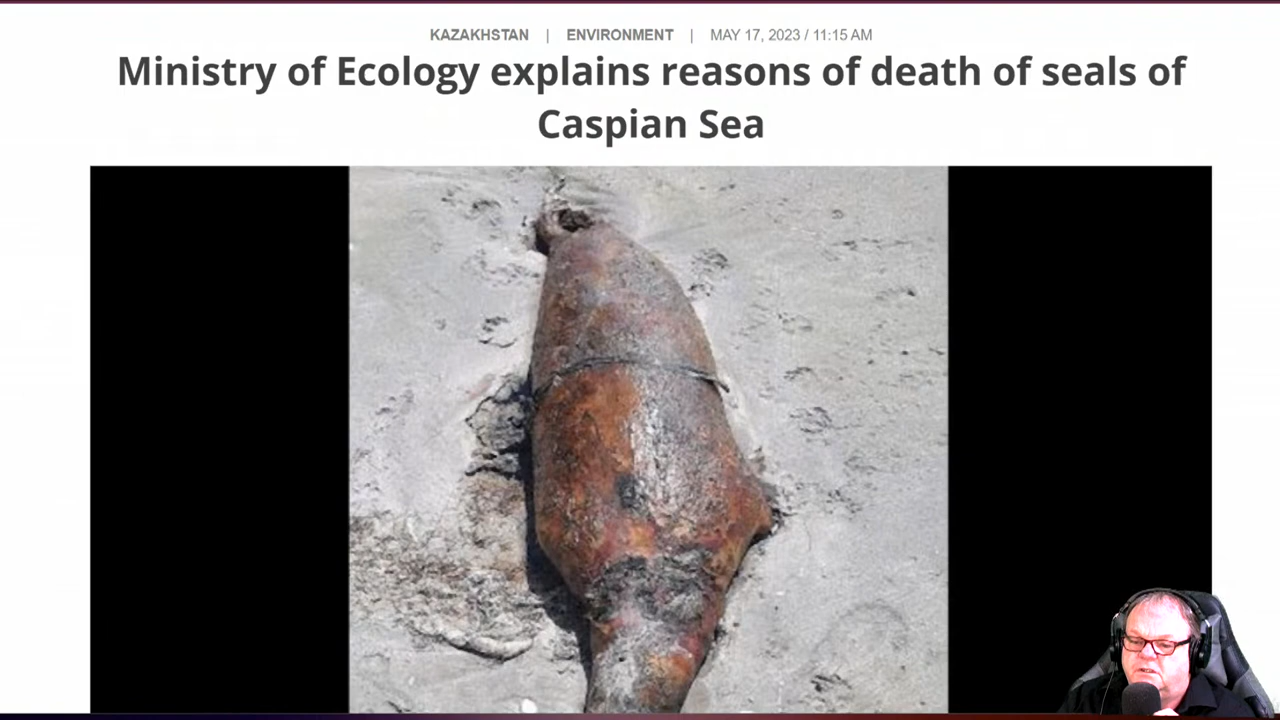 KAZAKHSTAN | ENVIRONMENT | MAY 17, 2023 / 11:15 AM
Ministry of Ecology explains reasons of death of seals of
Caspian Sea